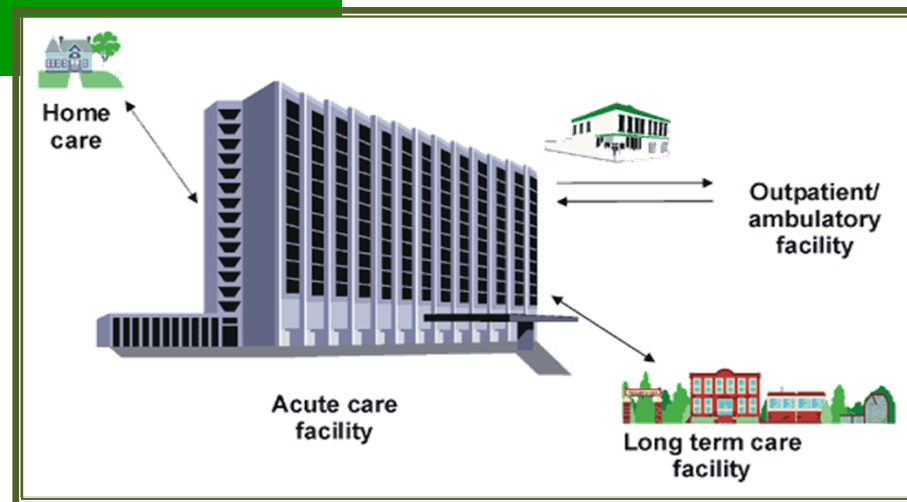 Home
care
Outpatient/
ambulatory
facility
Acute care
facility
Long term care
facility